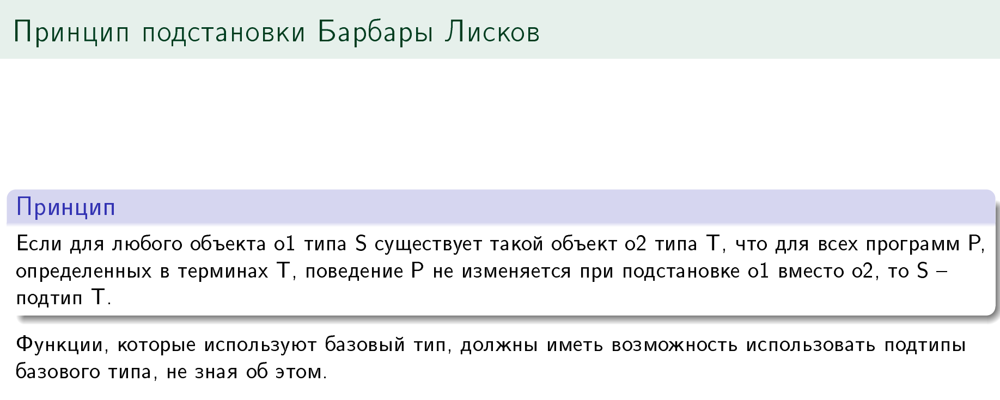 Принцип подстановки Барбары Лисков
Принцип
Если для любого объекта o1 типа S существует такой объект o2 типа T, что для всех программ P,
определенных в терминах T, поведение P не изменяется при подстановке o1 вместо o2, то S –
подтип T.
Функции, которые используют базовый тип, должны иметь возможность использовать подтипы
базового типа, не зная об этом.